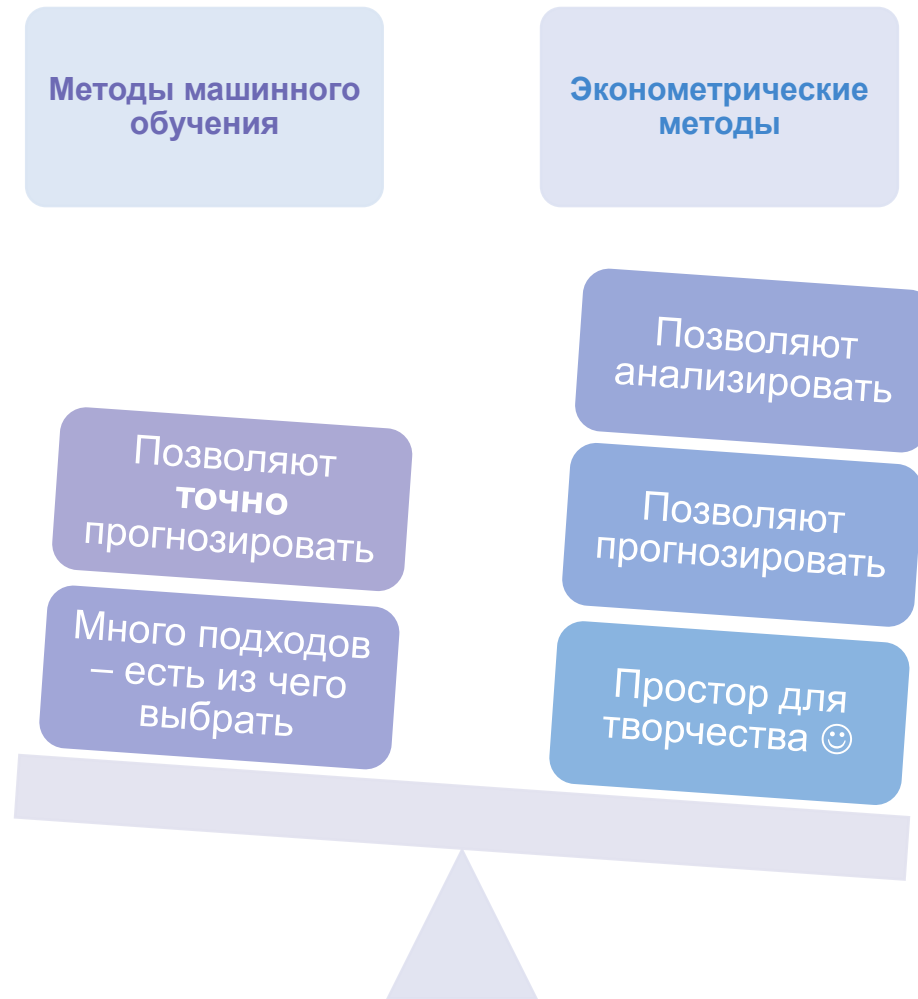 Методы машинного
обучения
Эконометрические
методы
Позволяют
точно
прогнозировать
Много подходов
– есть из чего
выбрать
Позволяют
анализировать
Позволяют
прогнозировать
Простор для
творчества ☺